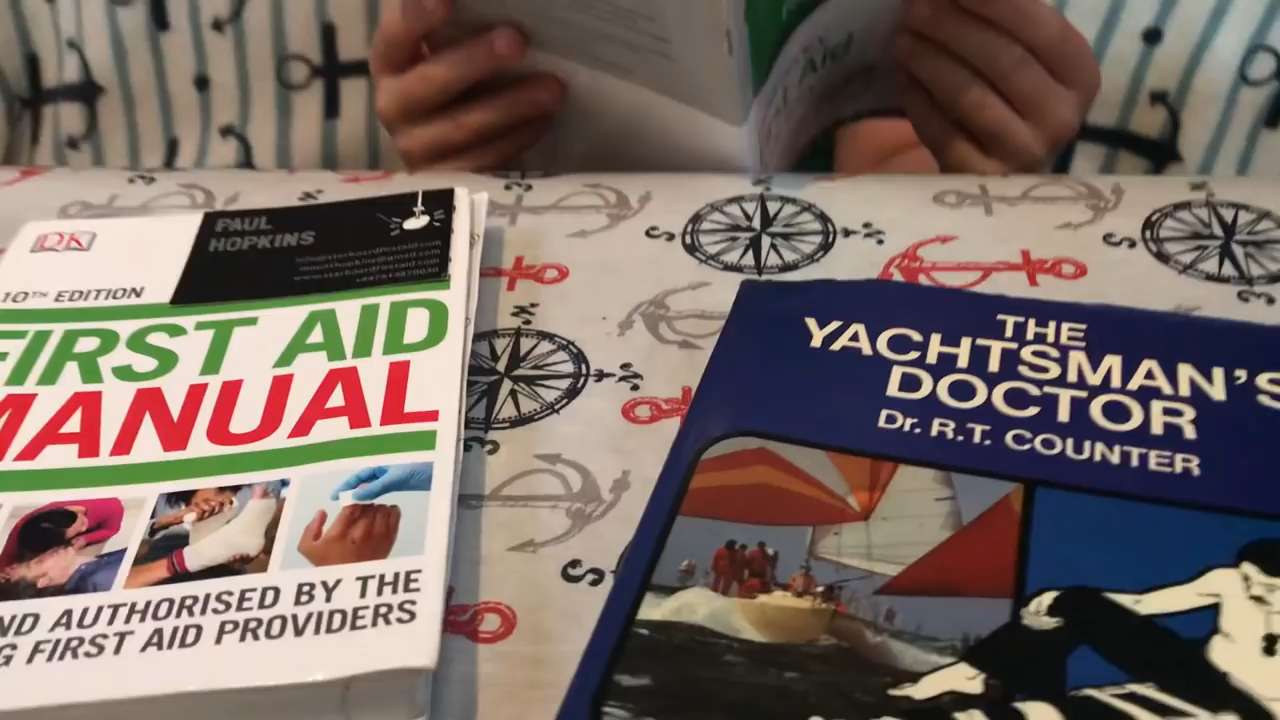 DK
PAUL
HOPKINS
10TH EDITION
FIRST AID
MANUAL
ND AUTHORISED BY THE
G FIRST AID PROVIDERS
THE
YACHTSMAN'S
DOCTOR
Dr. R.T. COUNTER